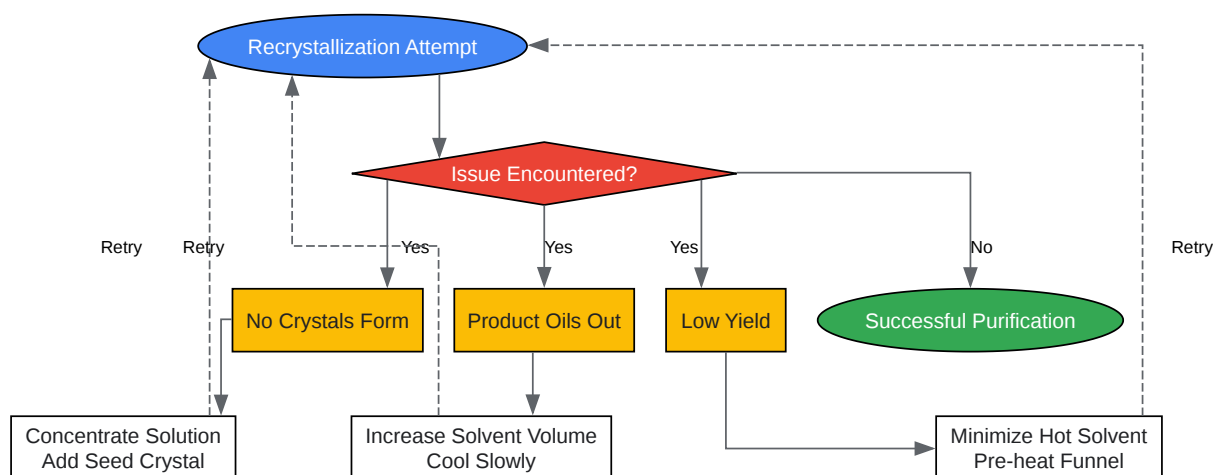 Recrystallization Attempt
Issue Encountered?
Retry
Retry
Yes
Yes
Yes
No
Retry
No Crystals Form
Product Oils Out
Low Yield
Successful Purification
Concentrate Solution
Add Seed Crystal
Increase Solvent Volume
Cool Slowly
Minimize Hot Solvent
Pre-heat Funnel